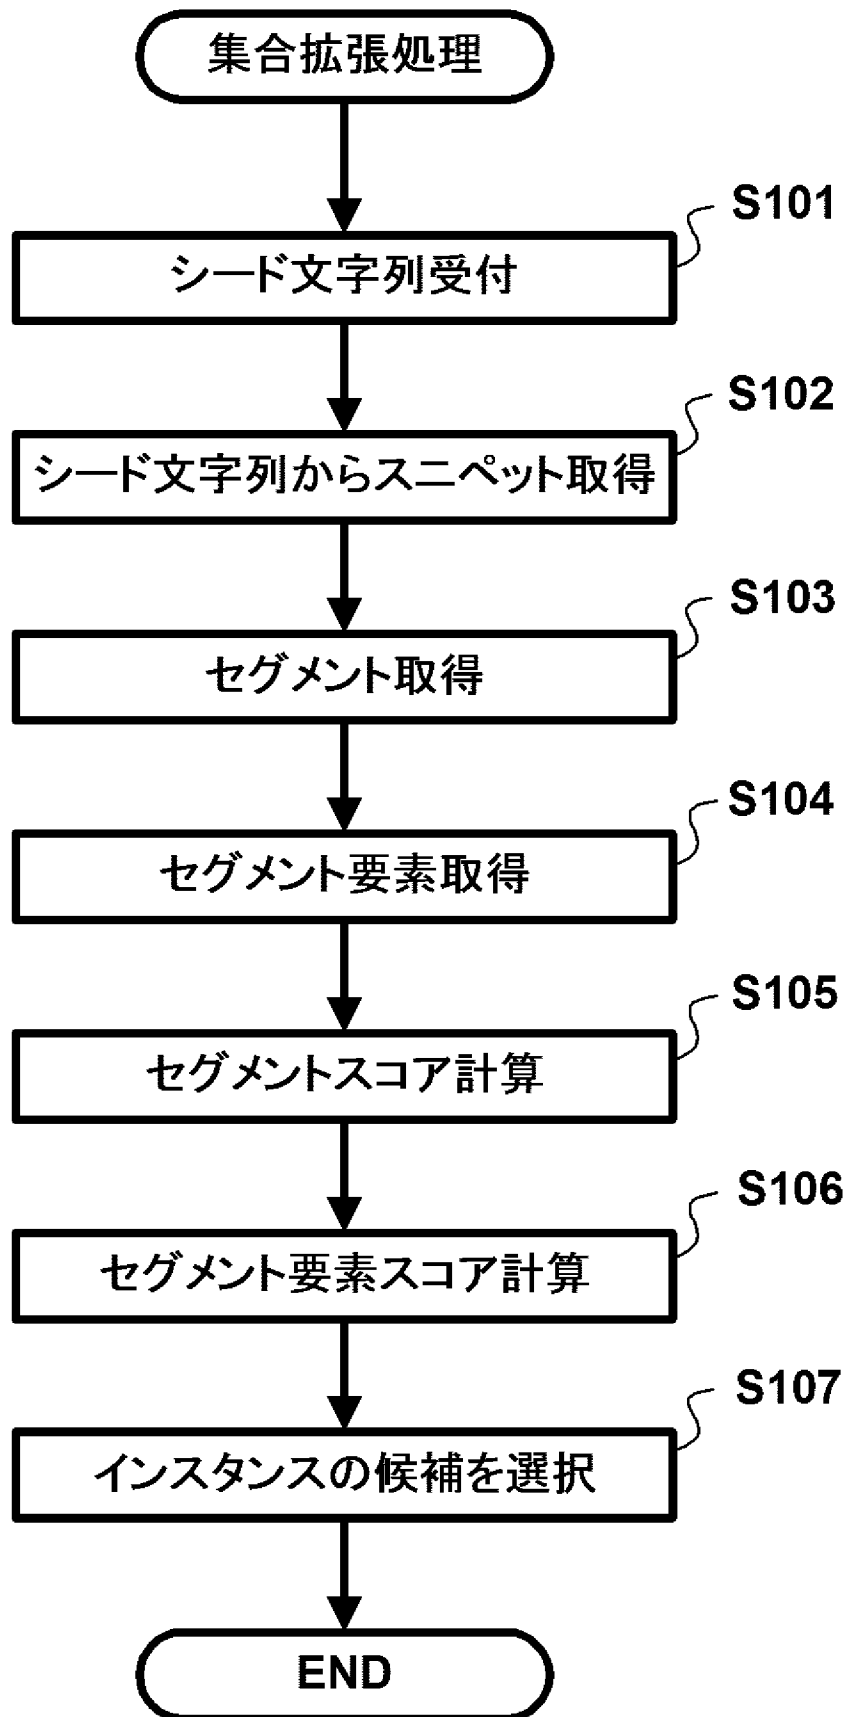 集合拡張処理
S101
シード文字列受付
S102
シード文字列からスニペット取得
S103
セグメント取得
S104
セグメント要素取得
S105
セグメントスコア計算
S106
セグメント要素スコア計算
S107
インスタンスの候補を選択
END